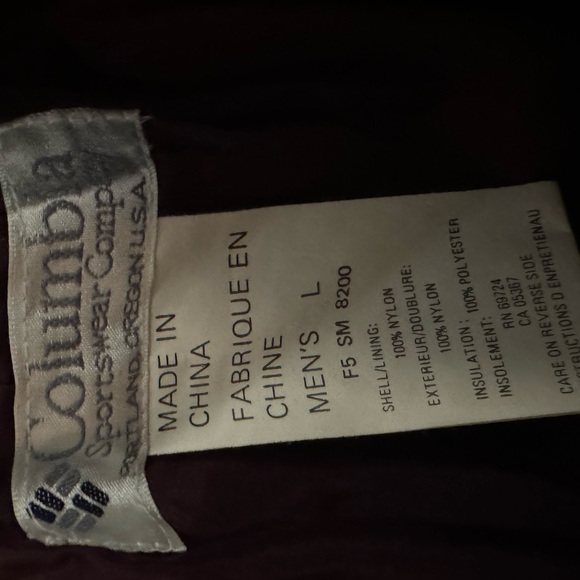 Columbia
Sportswear Comp
PORTLAND, OREGON U.S.A
MADE IN
CHINA
FABRIQUE EN
CHINE
MEN'S L
F5 SM 8200
SHELL/LINING:
100% NYLON
EXTERIEUR/DOUBLURE:
100% NYLON
INSULATION: 100% POLYESTER
INSOLEMENT:
RN 69724
CA 05367
CARE ON REVERSE SIDE
D ENPRETIENAU